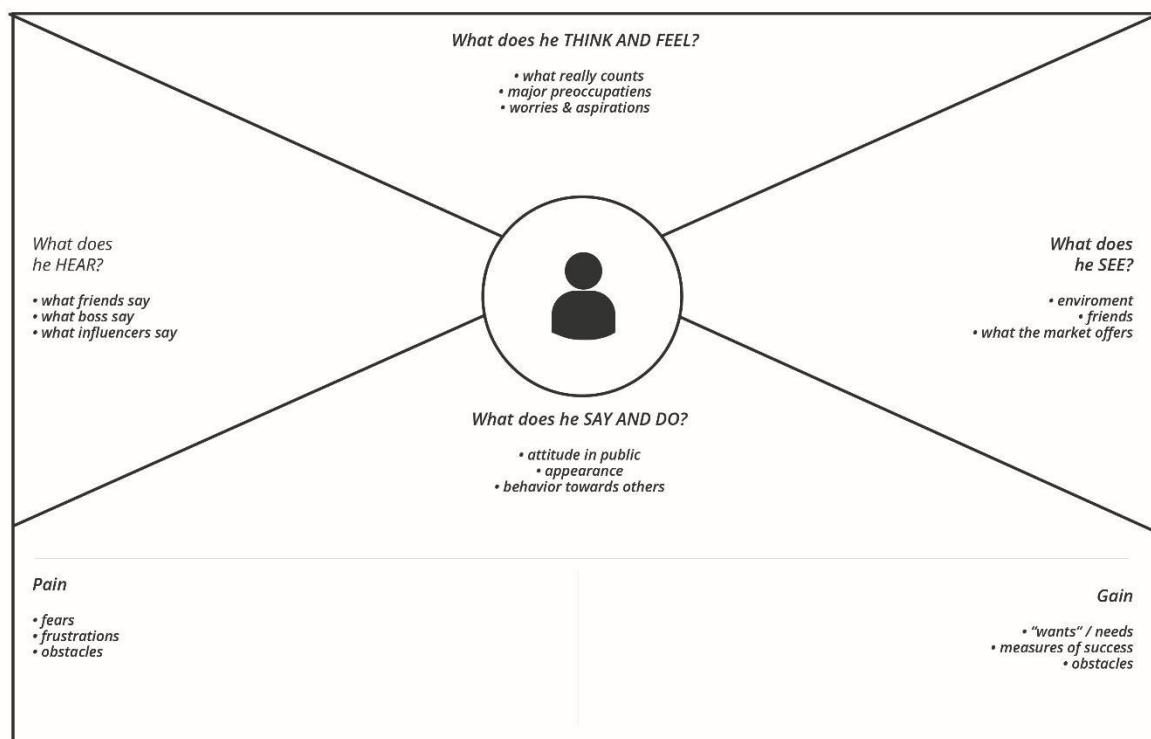 What does he THINK AND FEEL?
• what really counts
• major preoccupatiens
• worries & aspirations
What does
he HEAR?
• what friends say
• what boss say
• what influencers say
What does
he SEE?
• enviroment
• friends
• what the market offers
What does he SAY AND DO?
• attitude in public
• appearance
• behavior towards others
Pain
• fears
• frustrations
• obstacles
Gain
• “wants” / needs
• measures of success
• obstacles